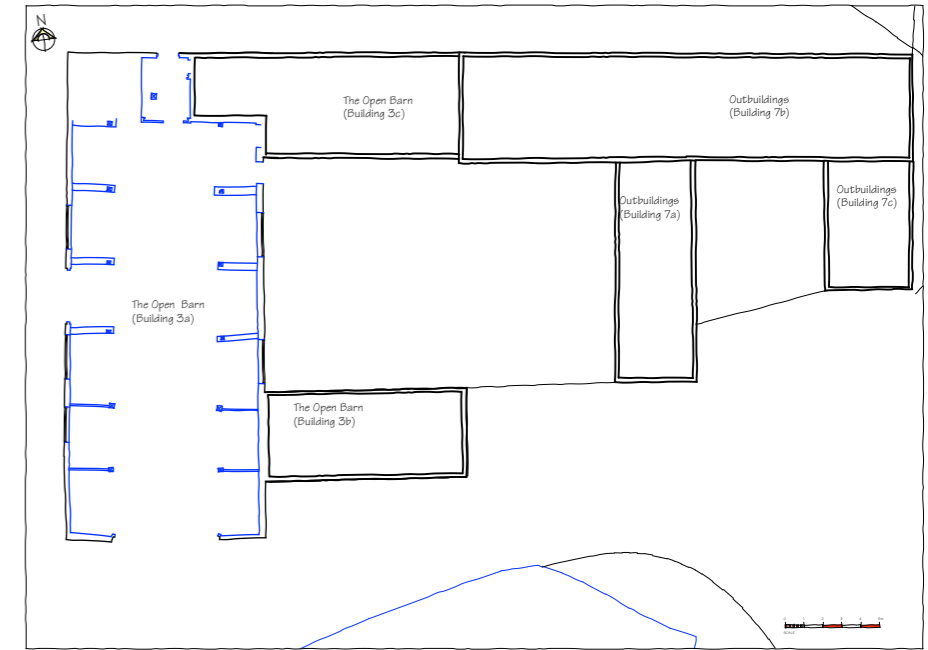 N
The Open Barn
(Building 3c)
Outbuildings
(Building 7b)
Outbuildings
(Building 7a)
Outbuildings
(Building 7c)
The Open Barn
(Building 3a)
The Open Barn
(Building 3b)
SCALE